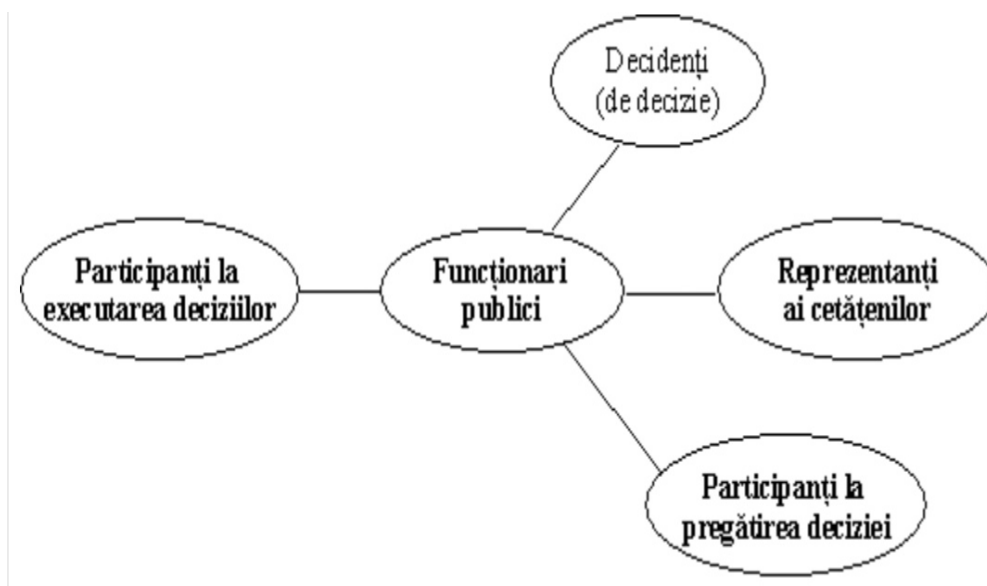 Decidenți
(de decizie)
Participanți la
executarea deciziilor
Funcționari
publici
Reprezentanți
ai cetățenilor
Participanți la
pregătirea deciziei